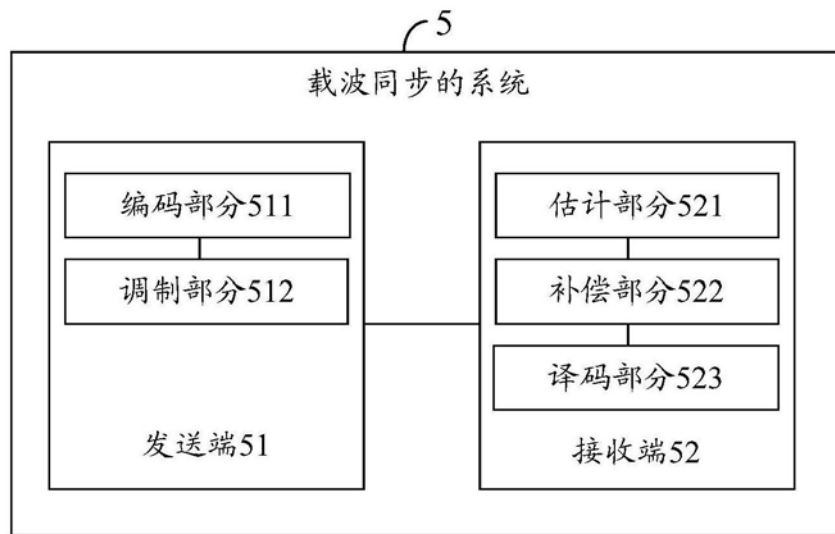 5
载波同步的系统
编码部分511
调制部分512
发送端51
估计部分521
补偿部分522
译码部分523
接收端52